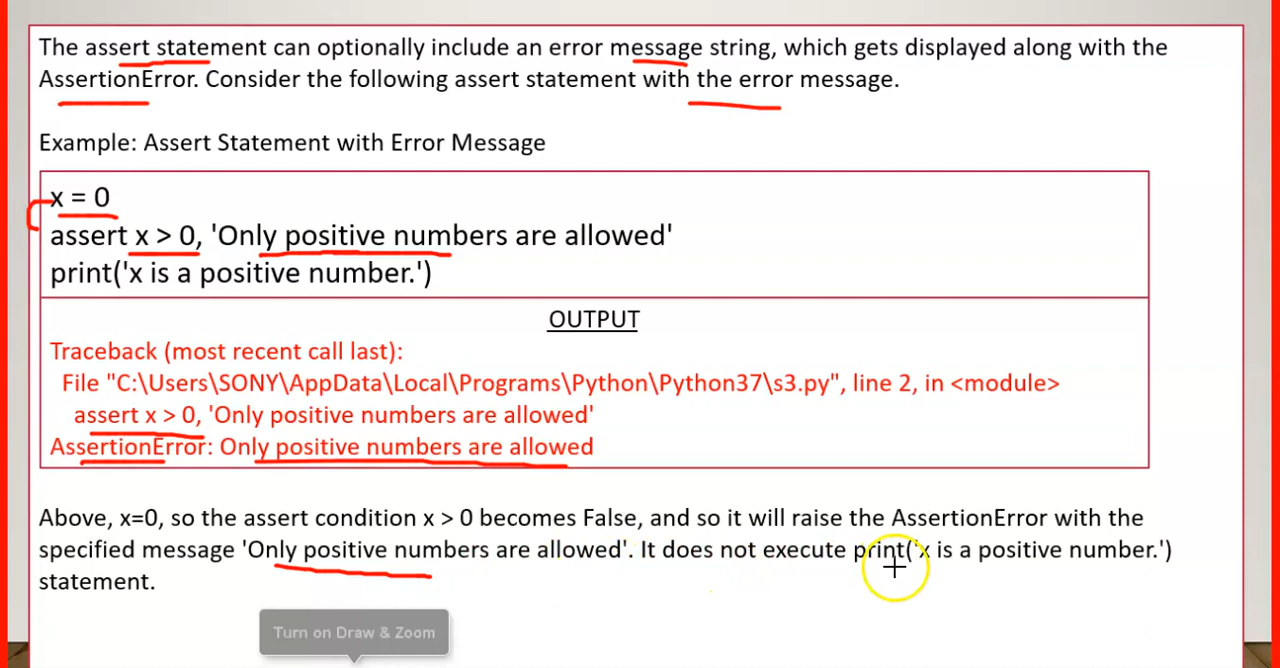 The assert statement can optionally include an error message string, which gets displayed along with the
AssertionError. Consider the following assert statement with the error message.
Example: Assert Statement with Error Message
x = 0
assert x > 0, 'Only positive numbers are allowed'
print('x is a positive number.')
OUTPUT
Traceback (most recent call last):
File "C:\Users\SONY\AppData\Local\Programs\Python\Python37\s3.py", line 2, in <module>
assert x > 0, 'Only positive numbers are allowed'
AssertionError: Only positive numbers are allowed
Above, x=0, so the assert condition x > 0 becomes False, and so it will raise the AssertionError with the
specified message 'Only positive numbers are allowed'. It does not execute print('x is a positive number.')
statement.
Turn on Draw & Zoom